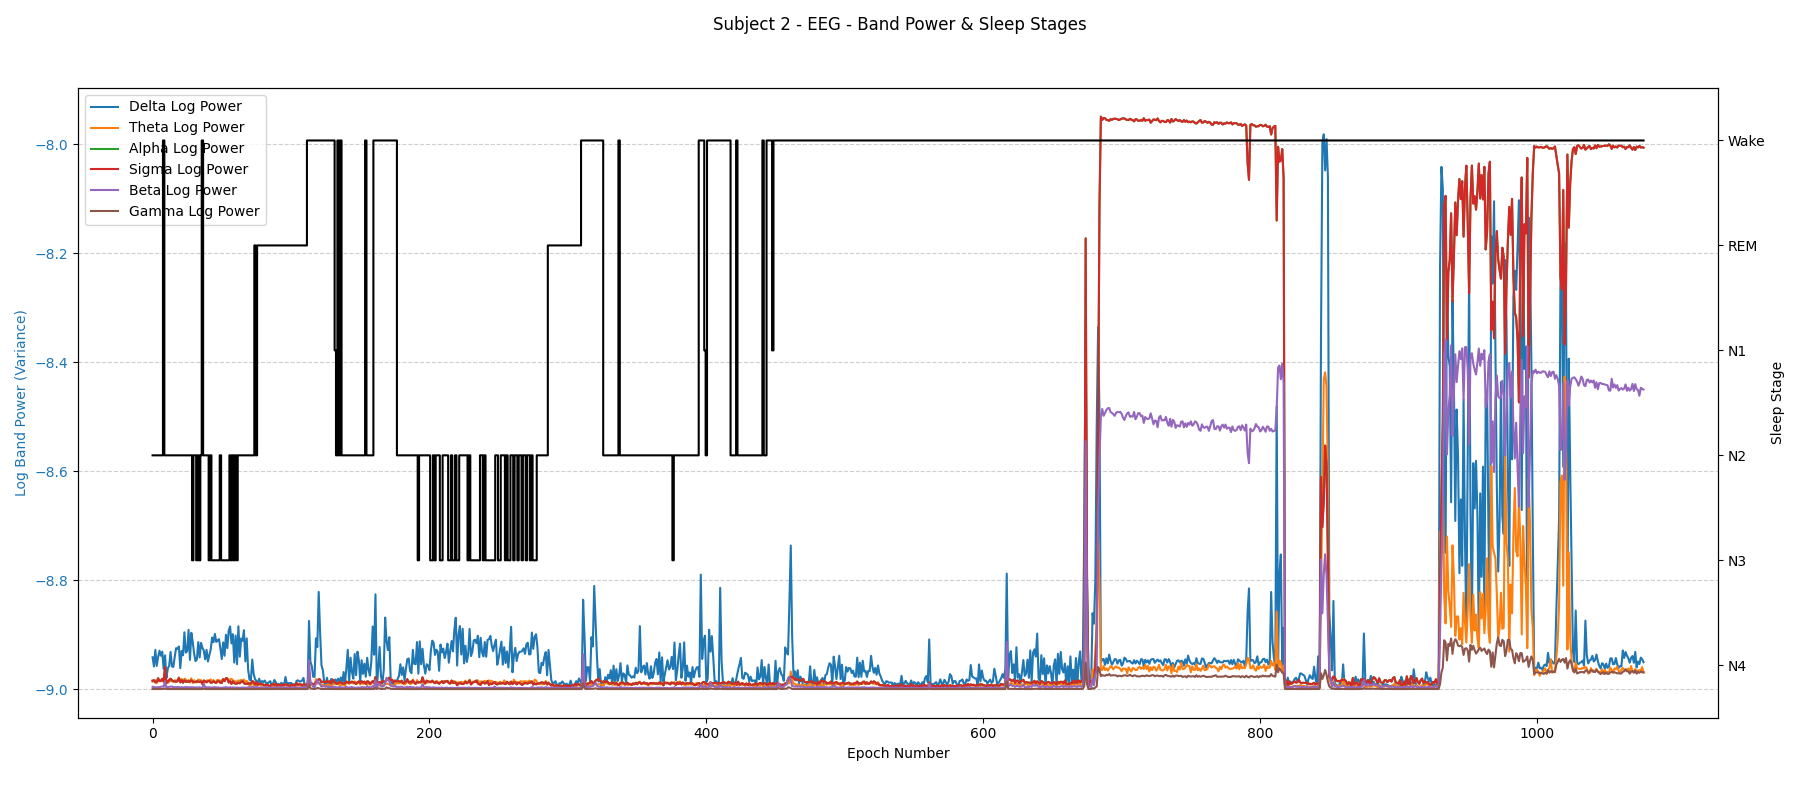 Subject 2 - EEG - Band Power & Sleep Stages
Delta Log Power
Theta Log Power
Alpha Log Power
Sigma Log Power
Beta Log Power
Gamma Log Power
Log Band Power (Variance)
−8.0
−8.2
−8.4
−8.6
−8.8
−9.0
Wake
REM
N1
N2
N3
N4
Sleep Stage
0
200
400
600
800
1000
Epoch Number